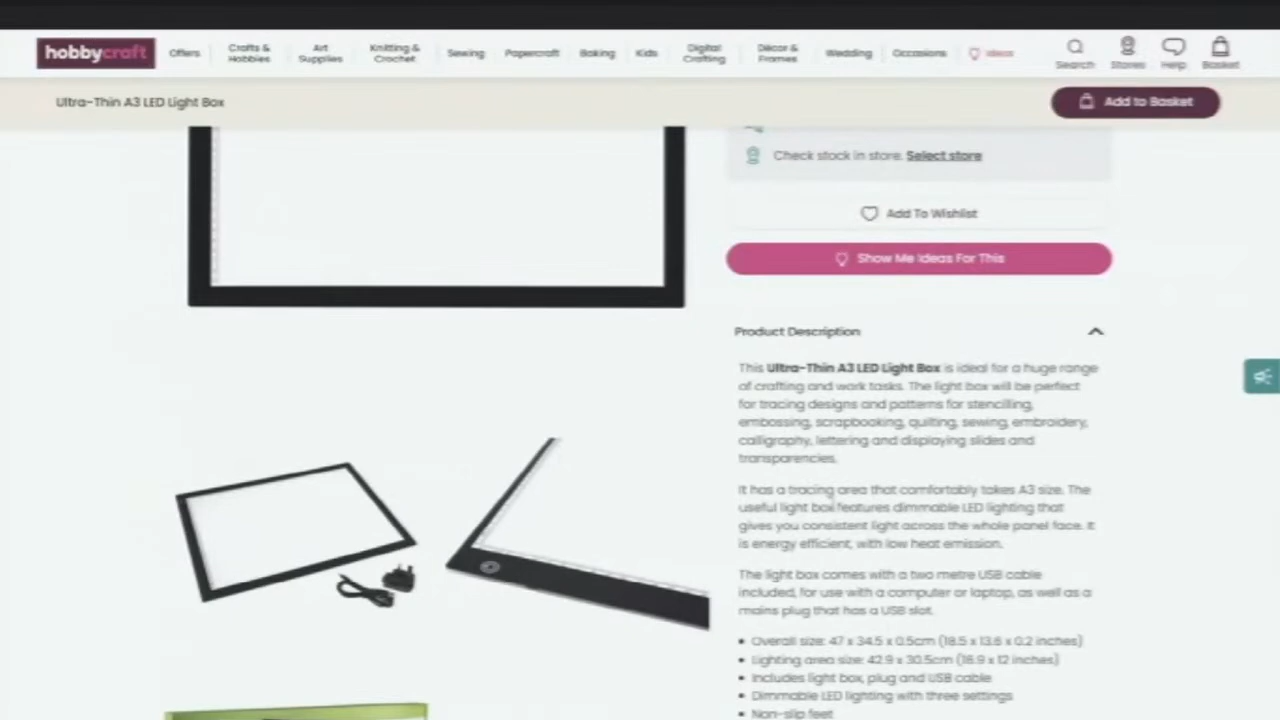 hobbycraft
Offers
Crafts &
Hobbies
Art
Supplies
Knitting &
Crochet
Sewing
Papercraft
Baking
Kids
Digital
Crafting
Décor &
Frames
Wedding
Occasions
Ideas
Search
Stores
Help
Basket
Ultra-Thin A3 LED Light Box
Add to Basket
Check stock in store. Select store
Add To Wishlist
Show Me Ideas For This
Product Description
This Ultra-Thin A3 LED Light Box is ideal for a huge range
of crafting and work tasks. The light box will be perfect
for tracing designs and patterns for stencilling,
embossing, scrapbooking, quilting, sewing, embroidery,
calligraphy, lettering and displaying slides and
transparencies.
It has a tracing area that comfortably takes A3 size. The
useful light box features dimmable LED lighting that
gives you consistent light across the whole panel face. It
is energy efficient, with low heat emission.
The light box comes with a two metre USB cable
included, for use with a computer or laptop, as well as a
mains plug that has a USB slot.
• Overall size: 47 x 34.5 x 0.5cm (18.5 x 13.6 x 0.2 inches)
• Lighting area size: 42.9 x 30.5cm (16.9 x 12 inches)
• Includes light box, plug and USB cable
• Dimmable LED lighting with three settings
• Non-slip feet